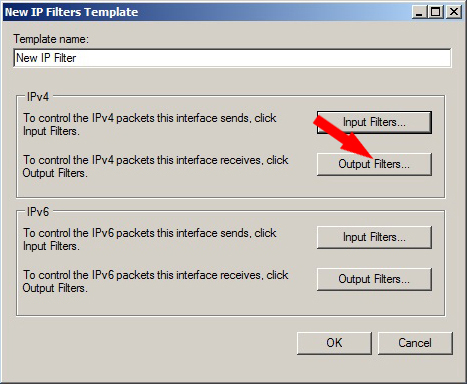 New IP Filters Template
Template name:
New IP Filter
IPv4
To control the IPv4 packets this interface sends, click
Input Filters.
Input Filters...
To control the IPv4 packets this interface receives, click
Output Filters.
Output Filters...
IPv6
To control the IPv6 packets this interface sends, click
Input Filters.
Input Filters...
To control the IPv6 packets this interface receives, click
Output Filters.
Output Filters...
OK
Cancel